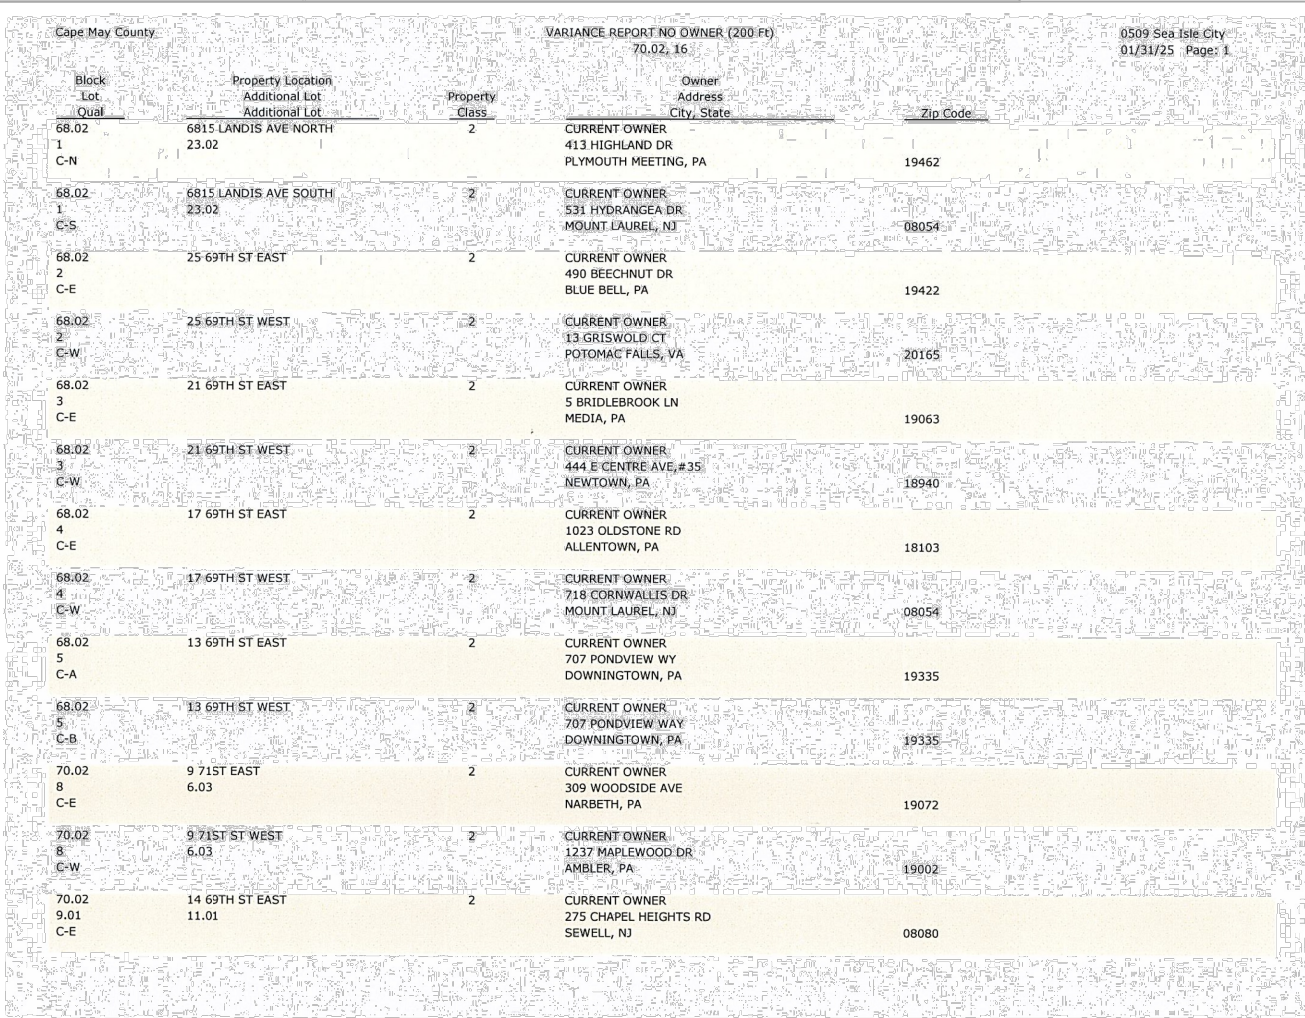 Cape May County VARIANCE REPORT NO OWNER (200 Ft) 0509 Sea Isle City
70.02, 16 01/31/25 Page: 1
Block Property Location Owner
Lot Additional Lot Property Address
Qual Additional Lot Class City, State Zip Code
68.02 6815 LANDIS AVE NORTH 2 CURRENT OWNER
1 23.02 413 HIGHLAND DR
C-N PLYMOUTH MEETING, PA 19462
68.02 6815 LANDIS AVE SOUTH 2 CURRENT OWNER
1 23.02 531 HYDRANGEA DR
C-S MOUNT LAUREL, NJ 08054
68.02 25 69TH ST EAST 2 CURRENT OWNER
2 490 BEECHNUT DR
C-E BLUE BELL, PA 19422
68.02 25 69TH ST WEST 2 CURRENT OWNER
2 13 GRISWOLD CT
C-W POTOMAC FALLS, VA 20165
68.02 21 69TH ST EAST 2 CURRENT OWNER
3 5 BRIDLEBROOK LN
C-E MEDIA, PA 19063
68.02 21 69TH ST WEST 2 CURRENT OWNER
3 444 E CENTRE AVE,#35
C-W NEWTOWN, PA 18940
68.02 17 69TH ST EAST 2 CURRENT OWNER
4 1023 OLDSTONE RD
C-E ALLENTOWN, PA 18103
68.02 17 69TH ST WEST 2 CURRENT OWNER
4 718 CORNWALLIS DR
C-W MOUNT LAUREL, NJ 08054
68.02 13 69TH ST EAST 2 CURRENT OWNER
5 707 PONDVIEW WY
C-A DOWNINGTOWN, PA 19335
68.02 13 69TH ST WEST 2 CURRENT OWNER
5 707 PONDVIEW WAY
C-B DOWNINGTOWN, PA 19335
70.02 9 71ST EAST 2 CURRENT OWNER
8 6.03 309 WOODSIDE AVE
C-E NARBETH, PA 19072
70.02 9 71ST ST WEST 2 CURRENT OWNER
8 6.03 1237 MAPLEWOOD DR
C-W AMBLER, PA 19002
70.02 14 69TH ST EAST 2 CURRENT OWNER
9.01 11.01 275 CHAPEL HEIGHTS RD
C-E SEWELL, NJ 08080